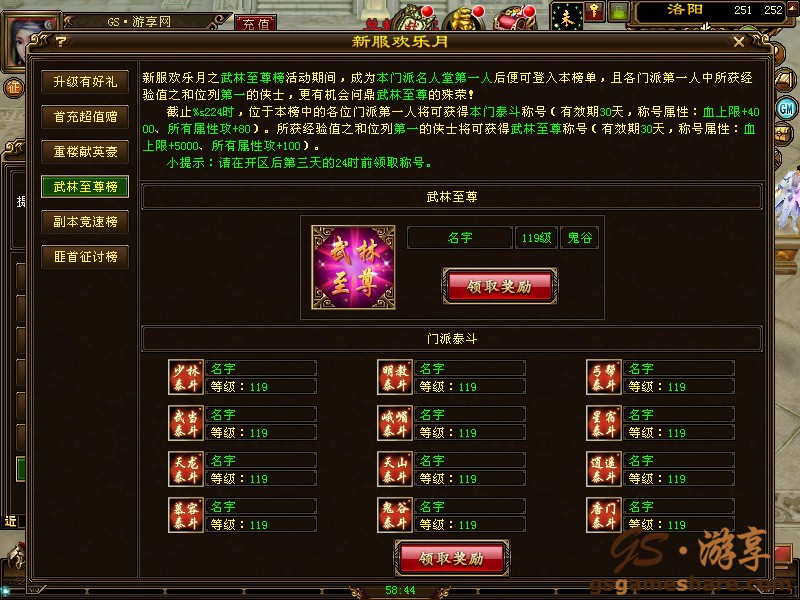 GS·游享网
充值
洛阳
251 252
?
新服欢乐月
升级有好礼
首充超值赠
重楼献英豪
武林至尊榜
副本竞速榜
匪首征讨榜
新服欢乐月之武林至尊榜活动期间，成为本门派名人堂第一人后便可登入本榜单，且各门派第一人中所获经
验值之和位列第一的侠士，更有机会问鼎武林至尊的殊荣！
截止%s224时，位于本榜中的各位门派第一人将可获得本门泰斗称号（有效期30天，称号属性：血上限+40
00、所有属性攻+80）。所获经验值之和位列第一的侠士将可获得武林至尊称号（有效期30天，称号属性：血
上限+5000、所有属性攻+100）。
小提示：请在开区后第三天的24时前领取称号。
武林至尊
武林
至尊
名字
119级
鬼谷
领取奖励
门派泰斗
少林
泰斗
名字
等级：119
明教
泰斗
名字
等级：119
丐帮
泰斗
名字
等级：119
武当
泰斗
名字
等级：119
峨嵋
泰斗
名字
等级：119
星宿
泰斗
名字
等级：119
天龙
泰斗
名字
等级：119
天山
泰斗
名字
等级：119
逍遥
泰斗
名字
等级：119
慕容
泰斗
名字
等级：119
鬼谷
泰斗
名字
等级：119
唐门
泰斗
名字
等级：119
领取奖励
近
58:44
GS·游享
gsgameshare.com